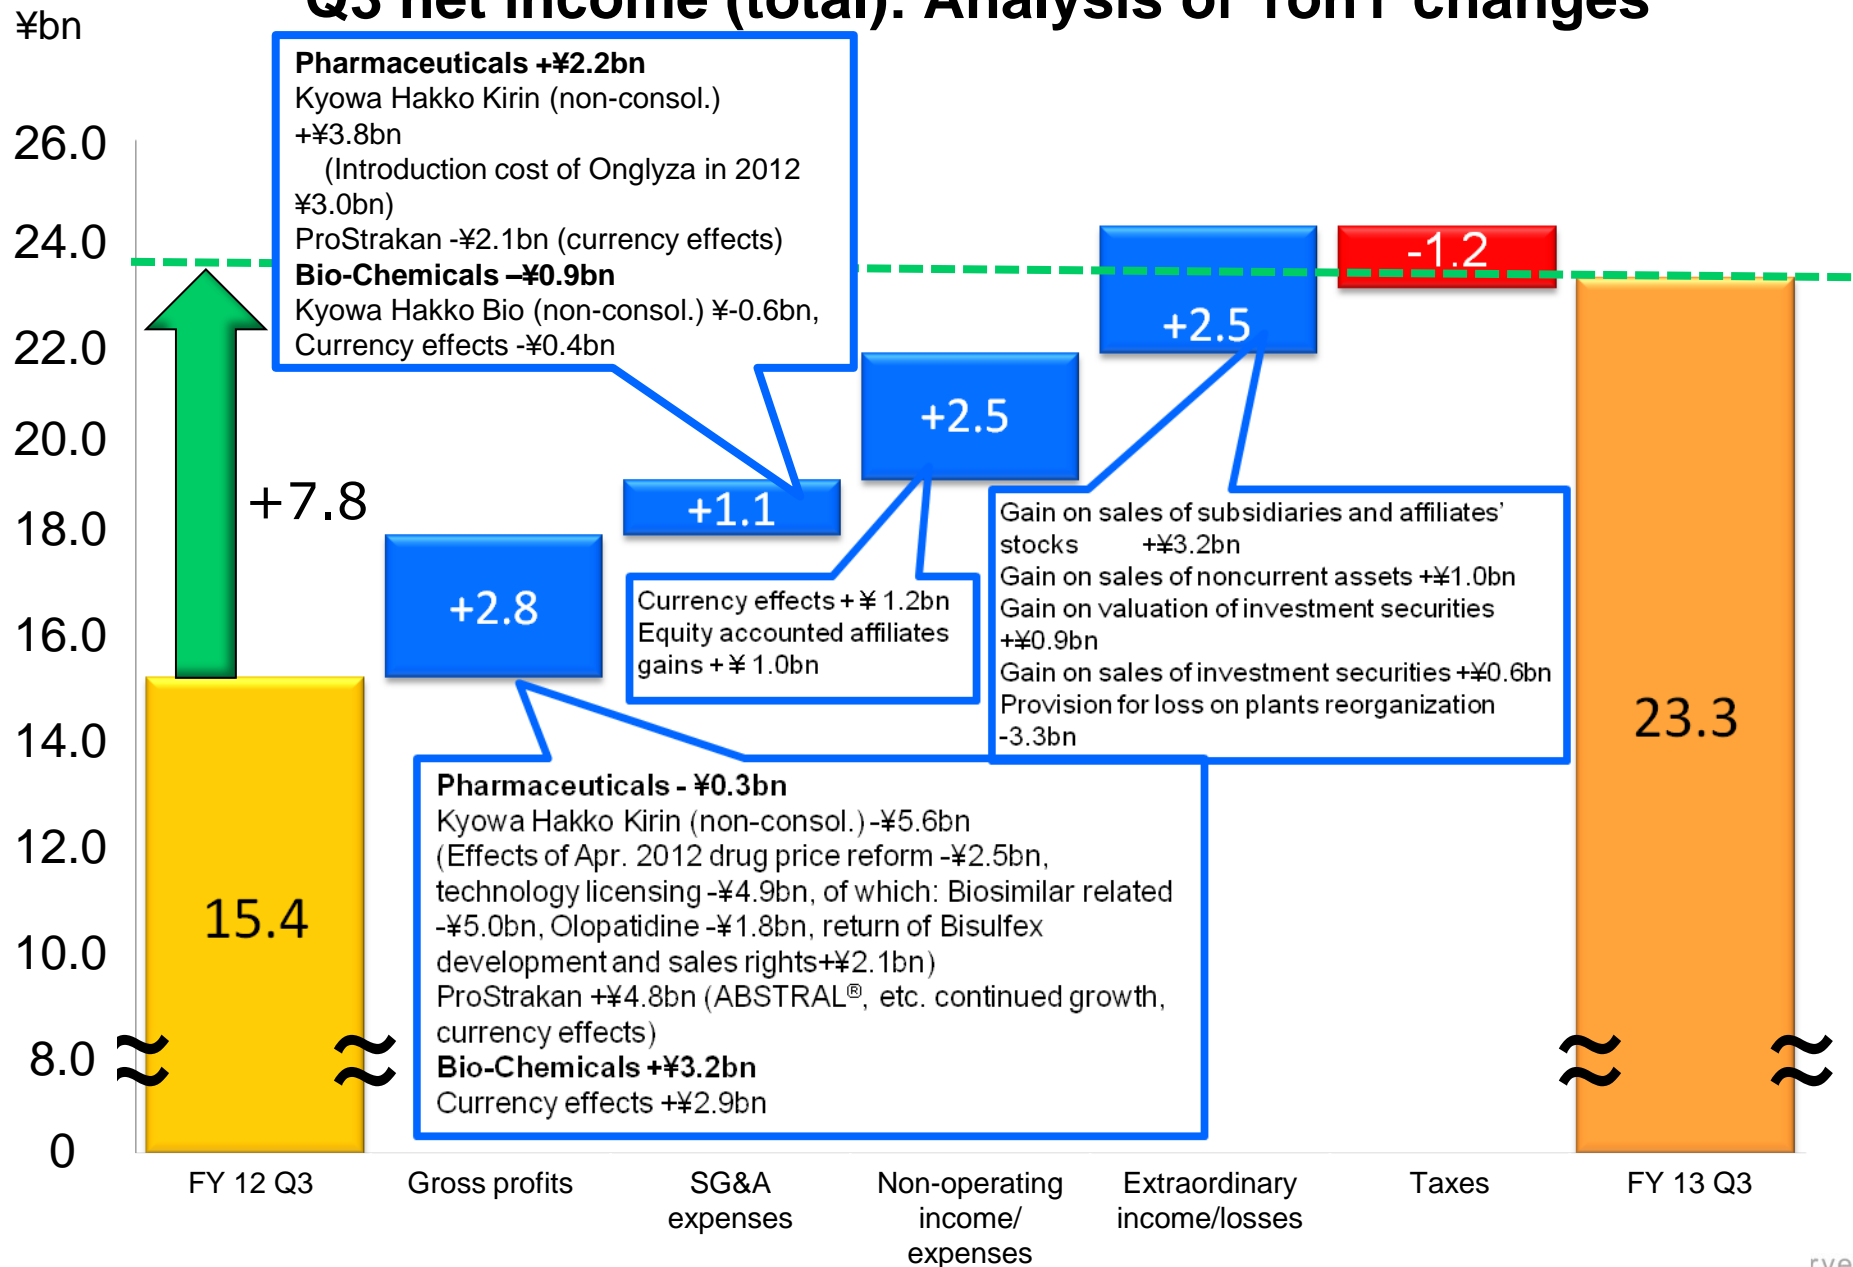 Q3 net income (total): Analysis of YonY changes
¥bn
Pharmaceuticals +¥2.2bn
Kyowa Hakko Kirin (non-consol.)
+¥3.8bn
(Introduction cost of Onglyza in 2012
¥3.0bn)
ProStrakan -¥2.1bn (currency effects)
Bio-Chemicals –¥0.9bn
Kyowa Hakko Bio (non-consol.) ¥-0.6bn,
Currency effects -¥0.4bn
26.0
24.0
22.0
20.0
18.0
16.0
14.0
12.0
10.0
8.0
0
+7.8
15.4
+2.8
+1.1
+2.5
+2.5
-1.2
23.3
Currency effects + ¥ 1.2bn
Equity accounted affiliates
gains + ¥ 1.0bn
Gain on sales of subsidiaries and affiliates’
stocks +¥3.2bn
Gain on sales of noncurrent assets +¥1.0bn
Gain on valuation of investment securities
+¥0.9bn
Gain on sales of investment securities +¥0.6bn
Provision for loss on plants reorganization
-3.3bn
Pharmaceuticals - ¥0.3bn
Kyowa Hakko Kirin (non-consol.) -¥5.6bn
(Effects of Apr. 2012 drug price reform -¥2.5bn,
technology licensing -¥4.9bn, of which: Biosimilar related
-¥5.0bn, Olopatidine -¥1.8bn, return of Bisulfex
development and sales rights+¥2.1bn)
ProStrakan +¥4.8bn (ABSTRAL®, etc. continued growth,
currency effects)
Bio-Chemicals +¥3.2bn
Currency effects +¥2.9bn
FY 12 Q3
Gross profits
SG&A
expenses
Non-operating
income/
expenses
Extraordinary
income/losses
Taxes
FY 13 Q3